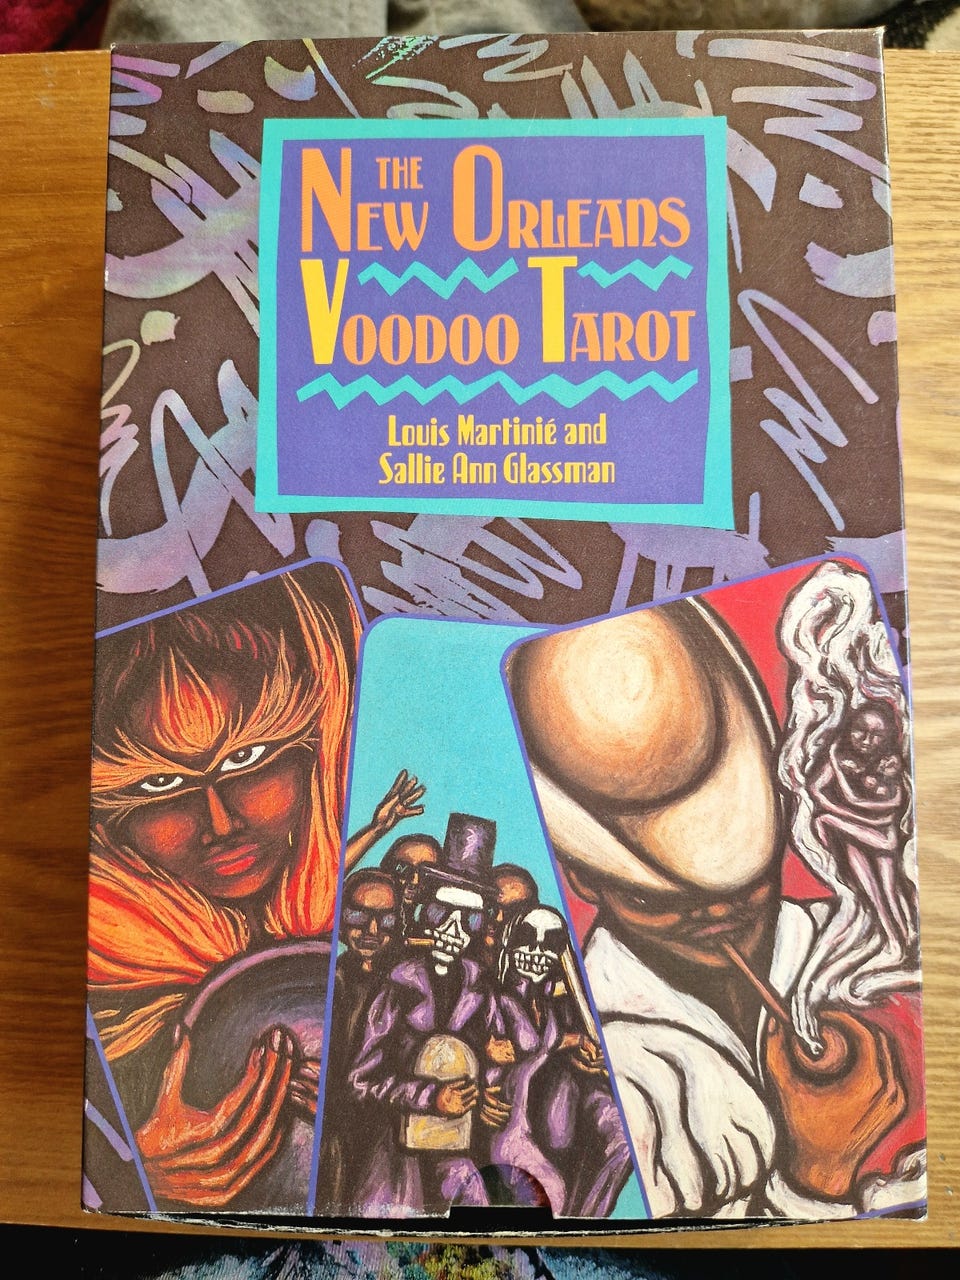 THE
NEW ORLEANS
VOODOO TAROT
Louis Martinié and
Sallie Ann Glassman